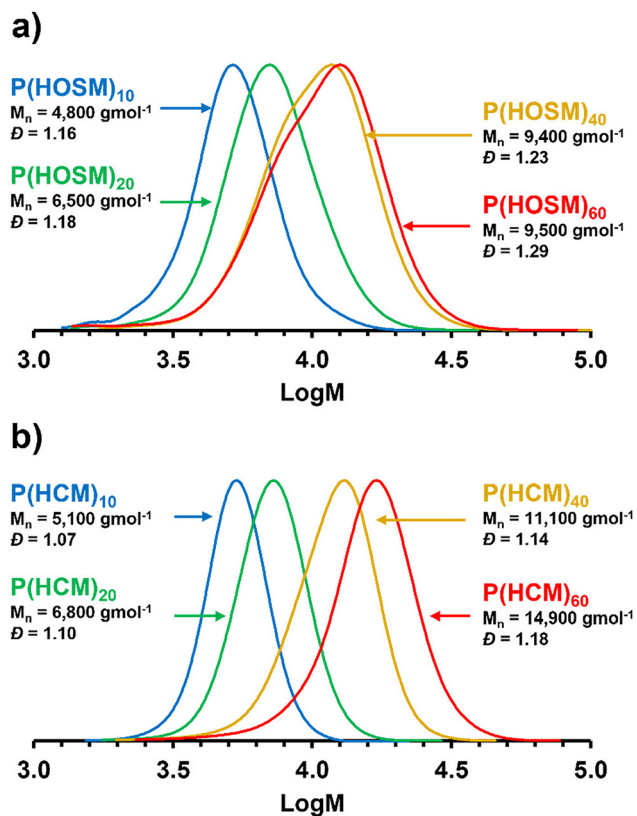 a)
P(HOSM)₁₀
Mₙ = 4,800 gmol⁻¹
Đ = 1.16
P(HOSM)₂₀
Mₙ = 6,500 gmol⁻¹
Đ = 1.18
P(HOSM)₄₀
Mₙ = 9,400 gmol⁻¹
Đ = 1.23
P(HOSM)₆₀
Mₙ = 9,500 gmol⁻¹
Đ = 1.29
3.0 3.5 4.0 4.5 5.0
LogM
b)
P(HCM)₁₀
Mₙ = 5,100 gmol⁻¹
Đ = 1.07
P(HCM)₂₀
Mₙ = 6,800 gmol⁻¹
Đ = 1.10
P(HCM)₄₀
Mₙ = 11,100 gmol⁻¹
Đ = 1.14
P(HCM)₆₀
Mₙ = 14,900 gmol⁻¹
Đ = 1.18
3.0 3.5 4.0 4.5 5.0
LogM